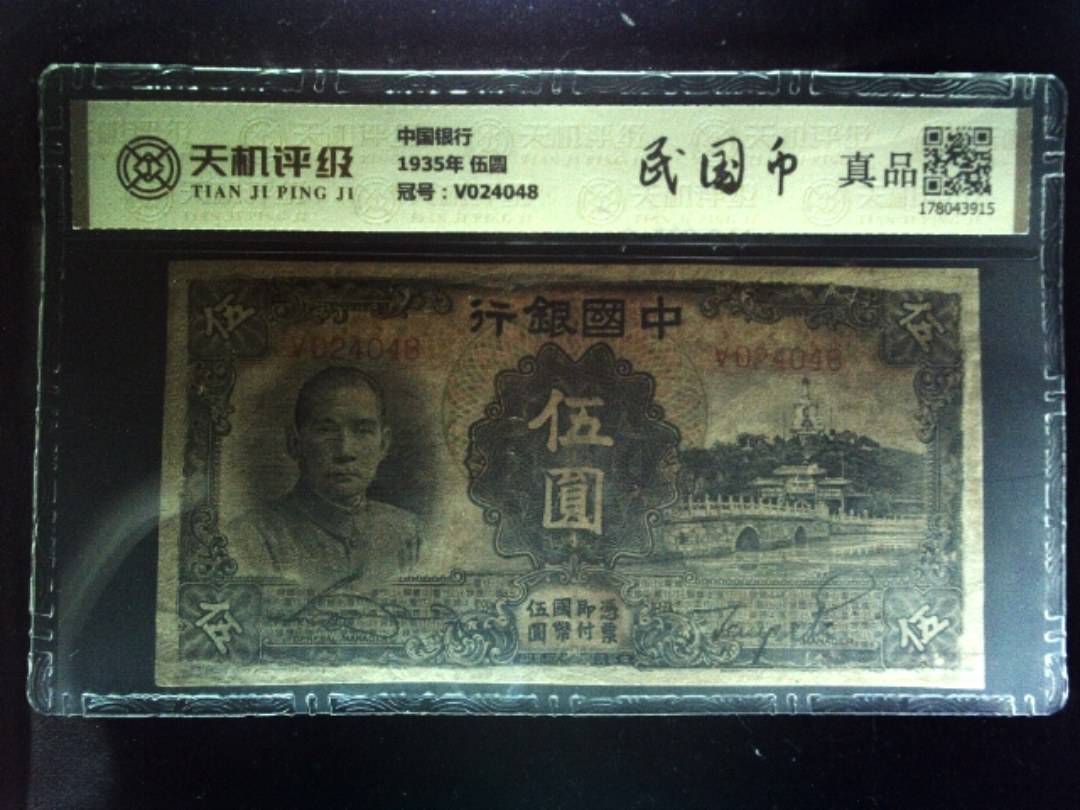 天机评级
TIAN JI PING JI
中国银行
1935年 伍圆
冠号：V024048
民国币
真品
178043915
伍
行銀國中
伍
V024048
V024048
伍
圓
憑票
即付
國幣
伍圓
GENERAL MANAGER
伍
伍